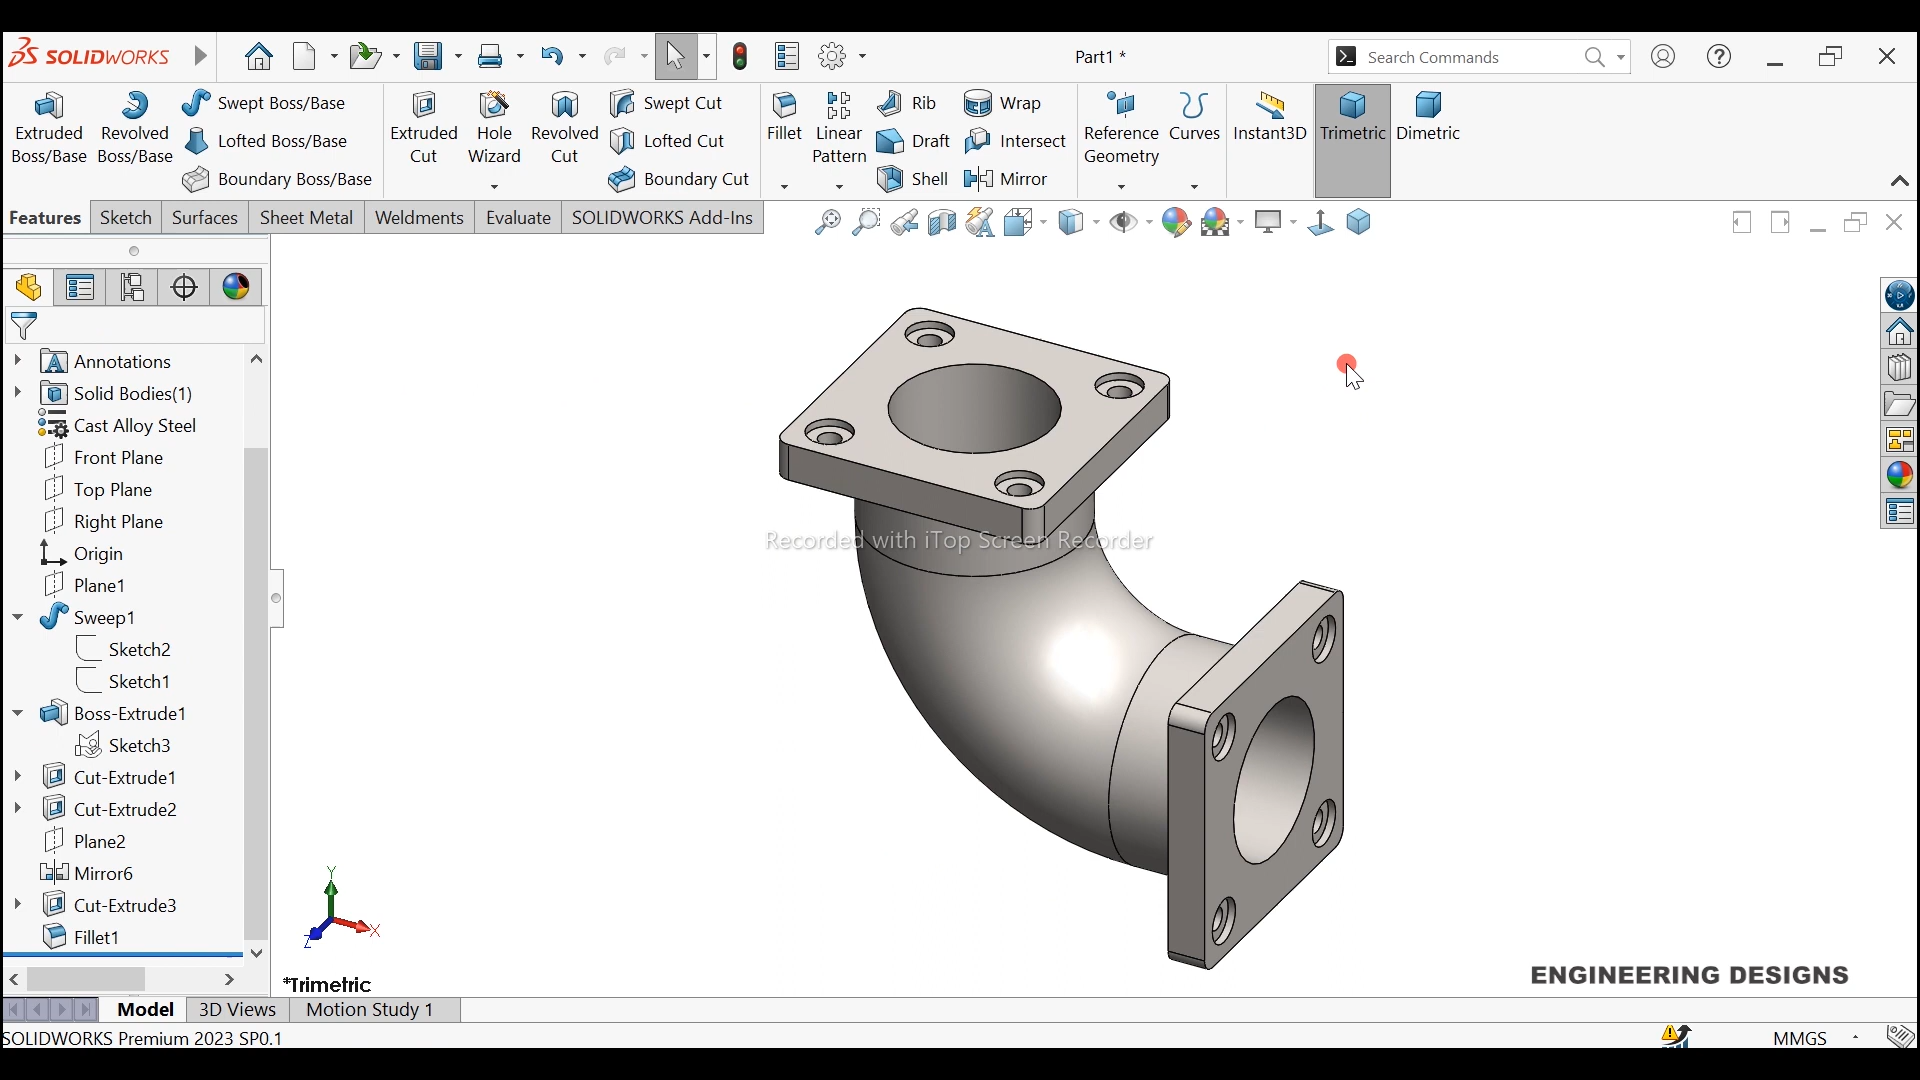 SOLIDWORKS
Part1 *
Search Commands
Extruded Boss/Base
Revolved Boss/Base
Swept Boss/Base
Lofted Boss/Base
Boundary Boss/Base
Extruded Cut
Hole Wizard
Revolved Cut
Swept Cut
Lofted Cut
Boundary Cut
Fillet
Linear Pattern
Rib
Draft
Shell
Wrap
Intersect
Mirror
Reference Geometry
Curves
Instant3D
Trimetric
Dimetric
Features
Sketch
Surfaces
Sheet Metal
Weldments
Evaluate
SOLIDWORKS Add-Ins
Annotations
Solid Bodies(1)
Cast Alloy Steel
Front Plane
Top Plane
Right Plane
Origin
Plane1
Sweep1
Sketch2
Sketch1
Boss-Extrude1
Sketch3
Cut-Extrude1
Cut-Extrude2
Plane2
Mirror6
Cut-Extrude3
Fillet1
Recorded with iTop Screen Recorder
Y
X
Z
*Trimetric
ENGINEERING DESIGNS
Model
3D Views
Motion Study 1
SOLIDWORKS Premium 2023 SP0.1
MMGS